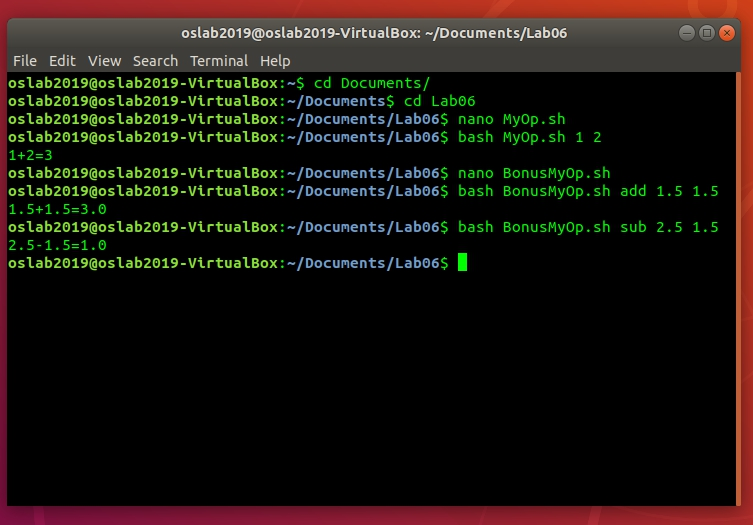 oslab2019@oslab2019-VirtualBox: ~/Documents/Lab06
File Edit View Search Terminal Help
oslab2019@oslab2019-VirtualBox:~$ cd Documents/
oslab2019@oslab2019-VirtualBox:~/Documents$ cd Lab06
oslab2019@oslab2019-VirtualBox:~/Documents/Lab06$ nano MyOp.sh
oslab2019@oslab2019-VirtualBox:~/Documents/Lab06$ bash MyOp.sh 1 2
1+2=3
oslab2019@oslab2019-VirtualBox:~/Documents/Lab06$ nano BonusMyOp.sh
oslab2019@oslab2019-VirtualBox:~/Documents/Lab06$ bash BonusMyOp.sh add 1.5 1.5
1.5+1.5=3.0
oslab2019@oslab2019-VirtualBox:~/Documents/Lab06$ bash BonusMyOp.sh sub 2.5 1.5
2.5-1.5=1.0
oslab2019@oslab2019-VirtualBox:~/Documents/Lab06$